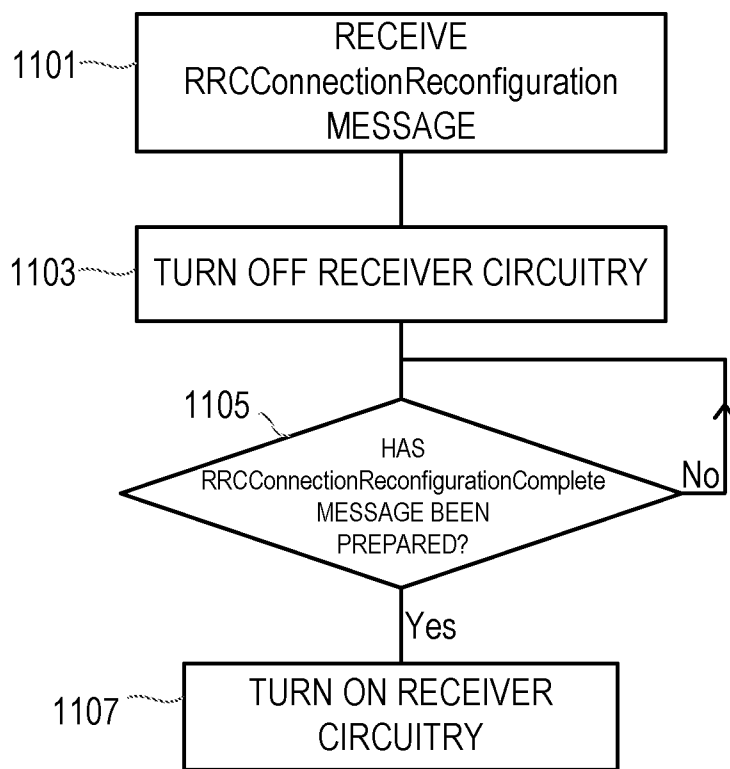 1101
RECEIVE
RRCConnectionReconfiguration
MESSAGE
1103
TURN OFF RECEIVER CIRCUITRY
1105
HAS
RRCConnectionReconfigurationComplete
MESSAGE BEEN
PREPARED?
No
Yes
1107
TURN ON RECEIVER
CIRCUITRY